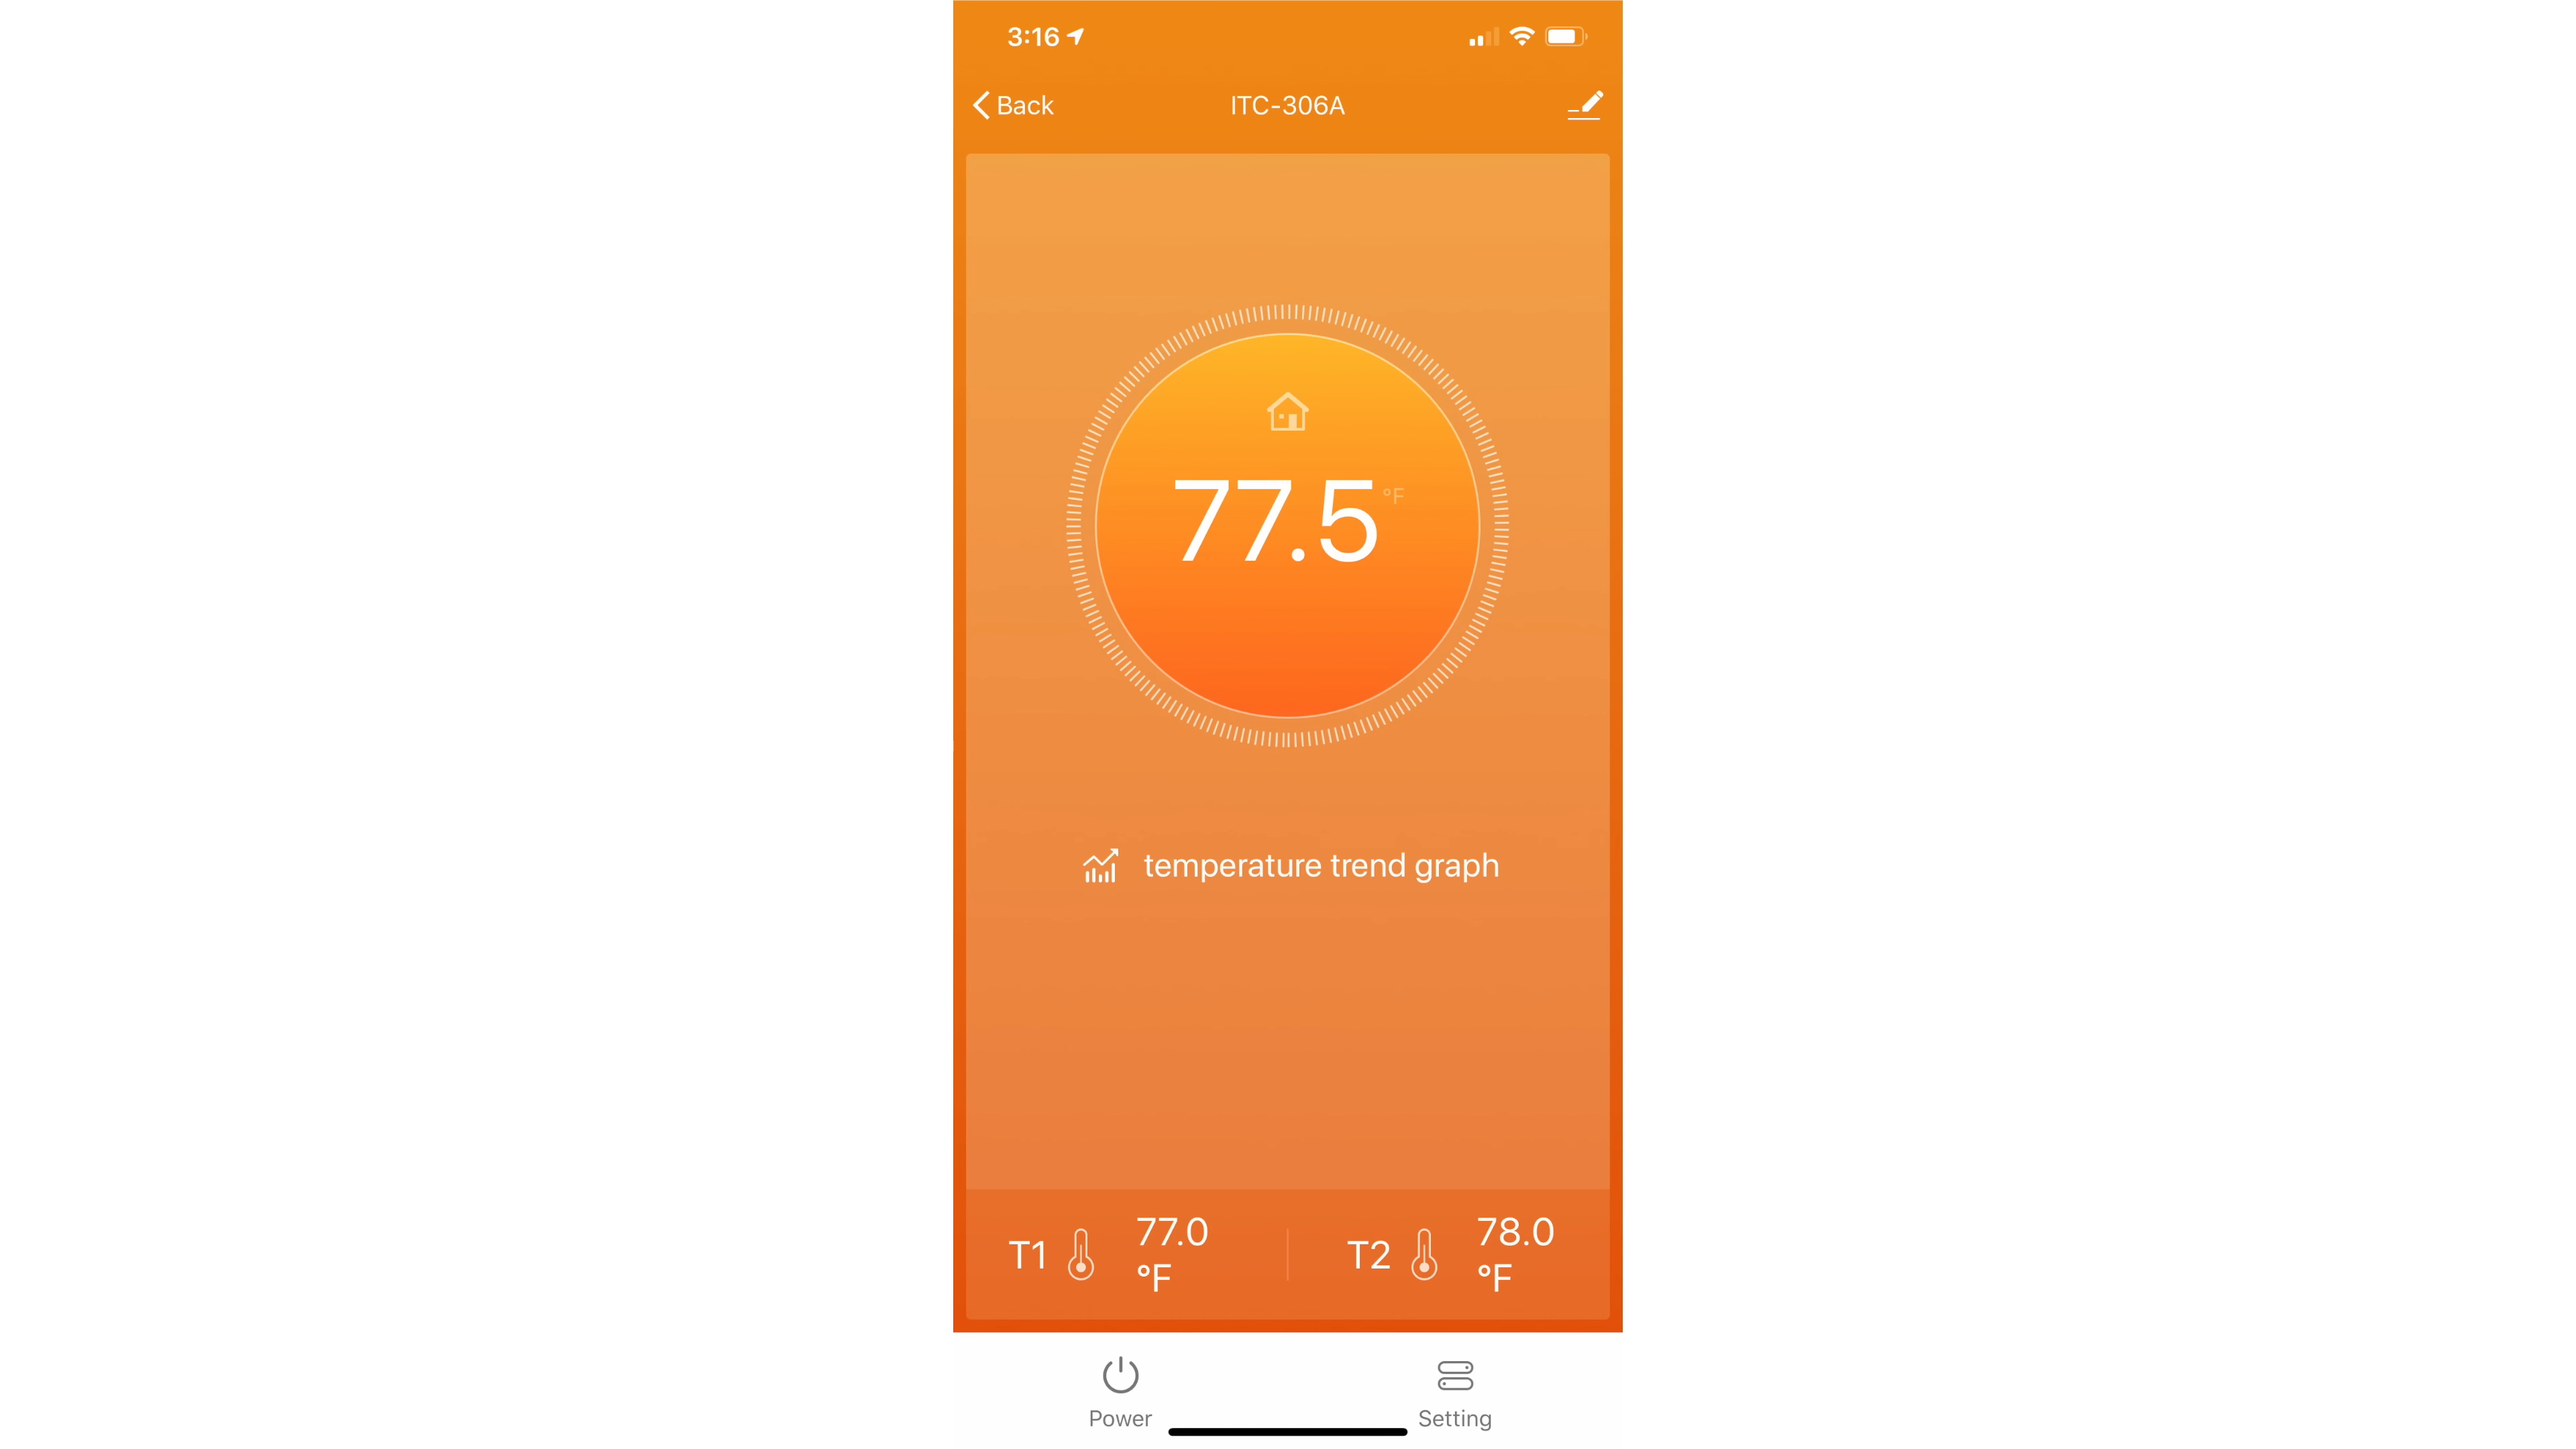 3:16
Back
ITC-306A
77.5 °F
temperature trend graph
T1
77.0
°F
T2
78.0
°F
Power
Setting